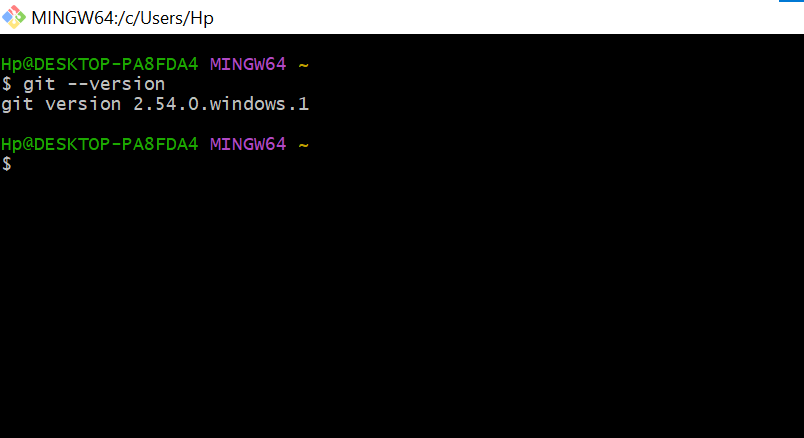 MINGW64:/c/Users/Hp
Hp@DESKTOP-PA8FDA4 MINGW64 ~
$ git --version
git version 2.54.0.windows.1
Hp@DESKTOP-PA8FDA4 MINGW64 ~
$